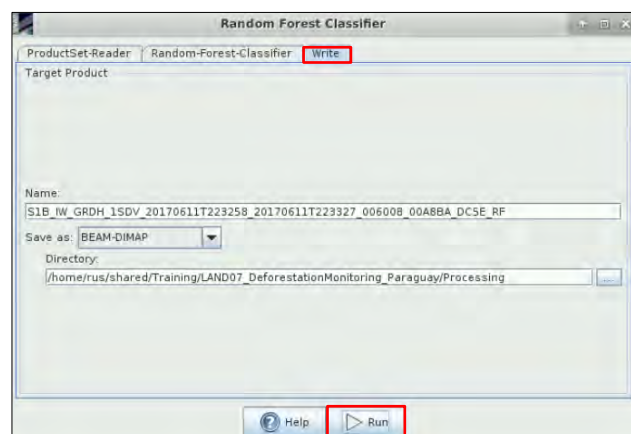 Random Forest Classifier
ProductSet-Reader Random-Forest-Classifier Write
Target Product
Name:
S1B_IW_GRDH_1SDV_20170611T223258_20170611T223327_006008_00A8BA_DCSE_RF
Save as: BEAM-DIMAP
Directory:
/home/rus/shared/Training/LAND07_DeforestationMonitoring_Paraguay/Processing
...
Help Run